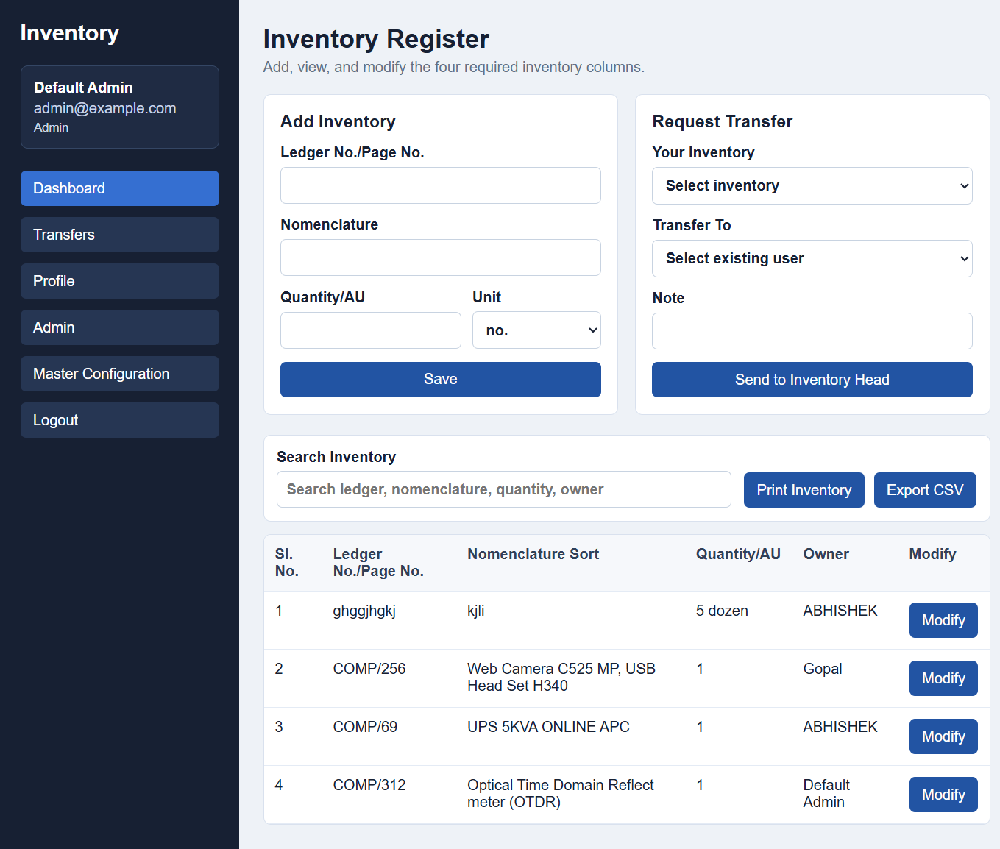 Inventory
Default Admin
admin@example.com
Admin
Dashboard
Transfers
Profile
Admin
Master Configuration
Logout
Inventory Register
Add, view, and modify the four required inventory columns.
Add Inventory
Ledger No./Page No.
Nomenclature
Quantity/AU Unit
no.
Save
Request Transfer
Your Inventory
Select inventory
Transfer To
Select existing user
Note
Send to Inventory Head
Search Inventory
Search ledger, nomenclature, quantity, owner
Print Inventory
Export CSV
Sl. No. Ledger No./Page No. Nomenclature Sort Quantity/AU Owner Modify
1 ghggjhgkj kjli 5 dozen ABHISHEK Modify
2 COMP/256 Web Camera C525 MP, USB Head Set H340 1 Gopal Modify
3 COMP/69 UPS 5KVA ONLINE APC 1 ABHISHEK Modify
4 COMP/312 Optical Time Domain Reflect meter (OTDR) 1 Default Admin Modify